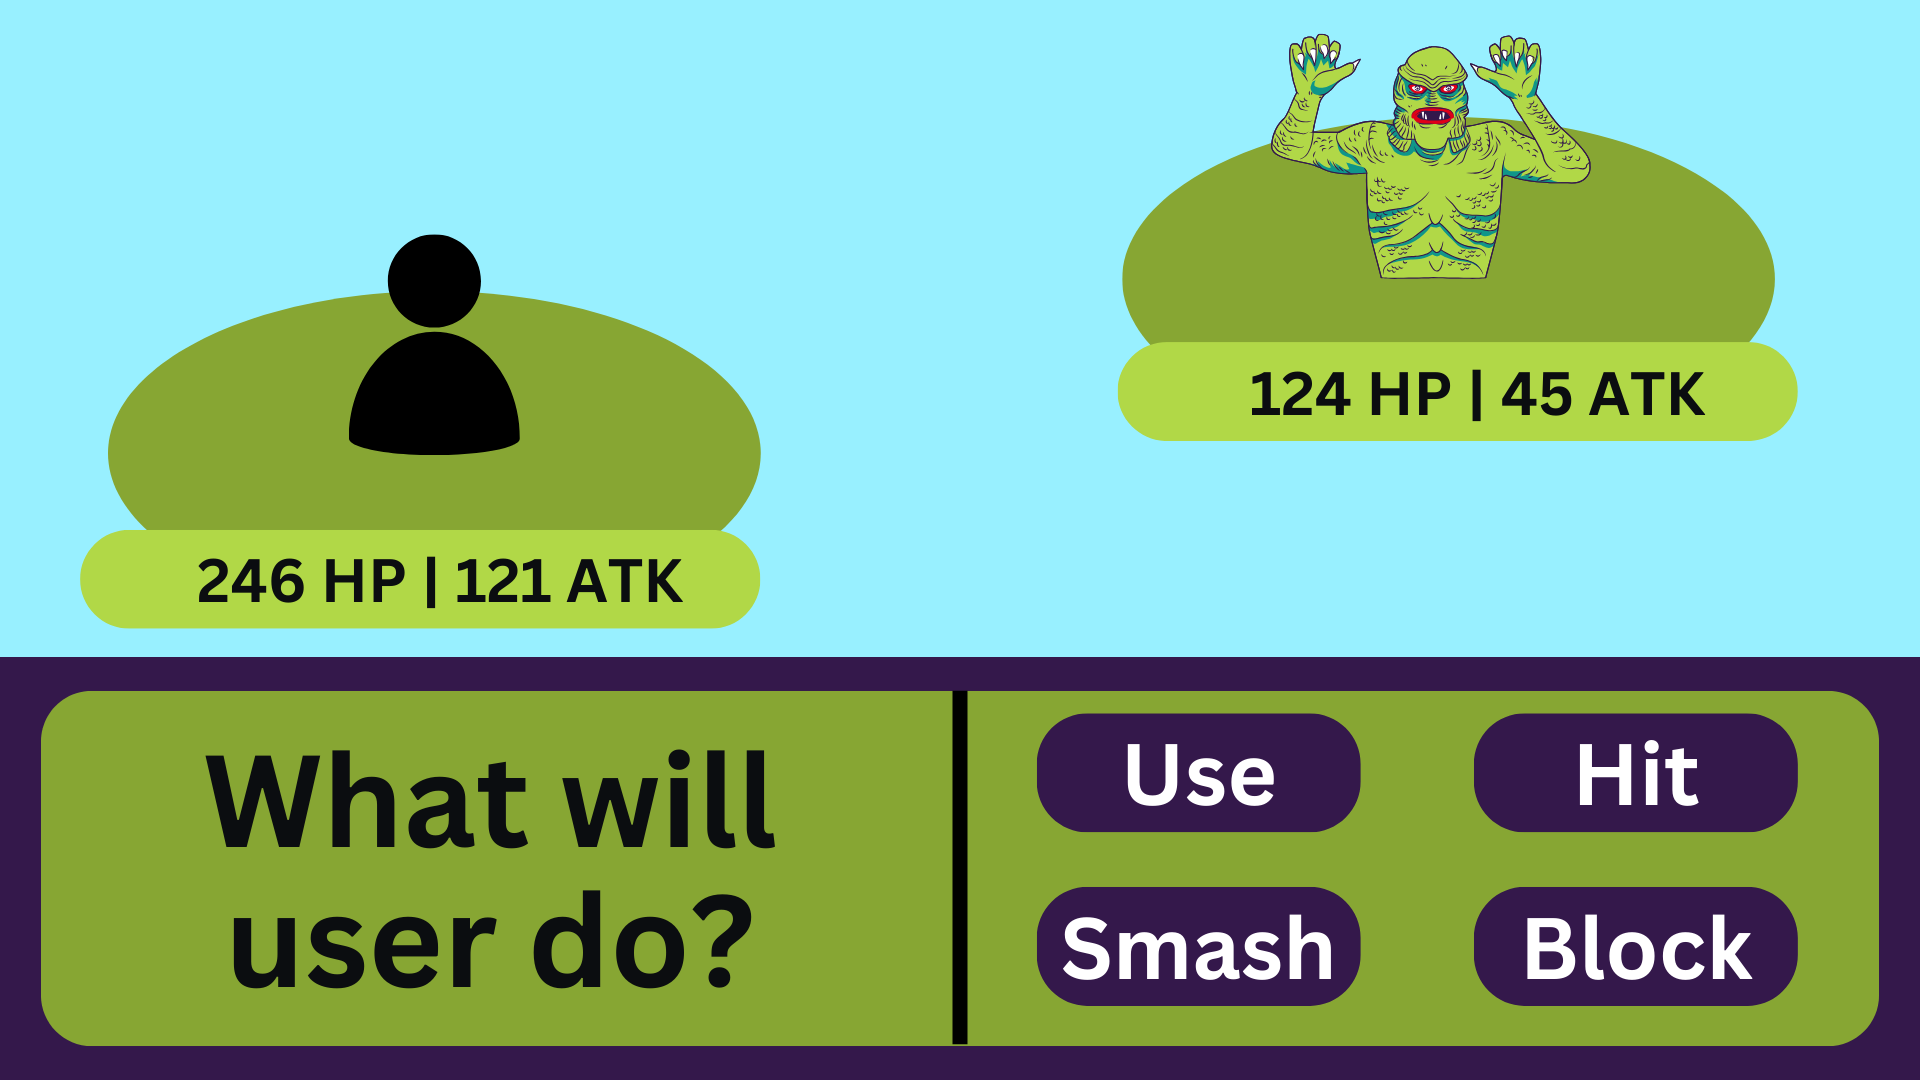 124 HP | 45 ATK
246 HP | 121 ATK
What will
user do?
Use
Hit
Smash
Block